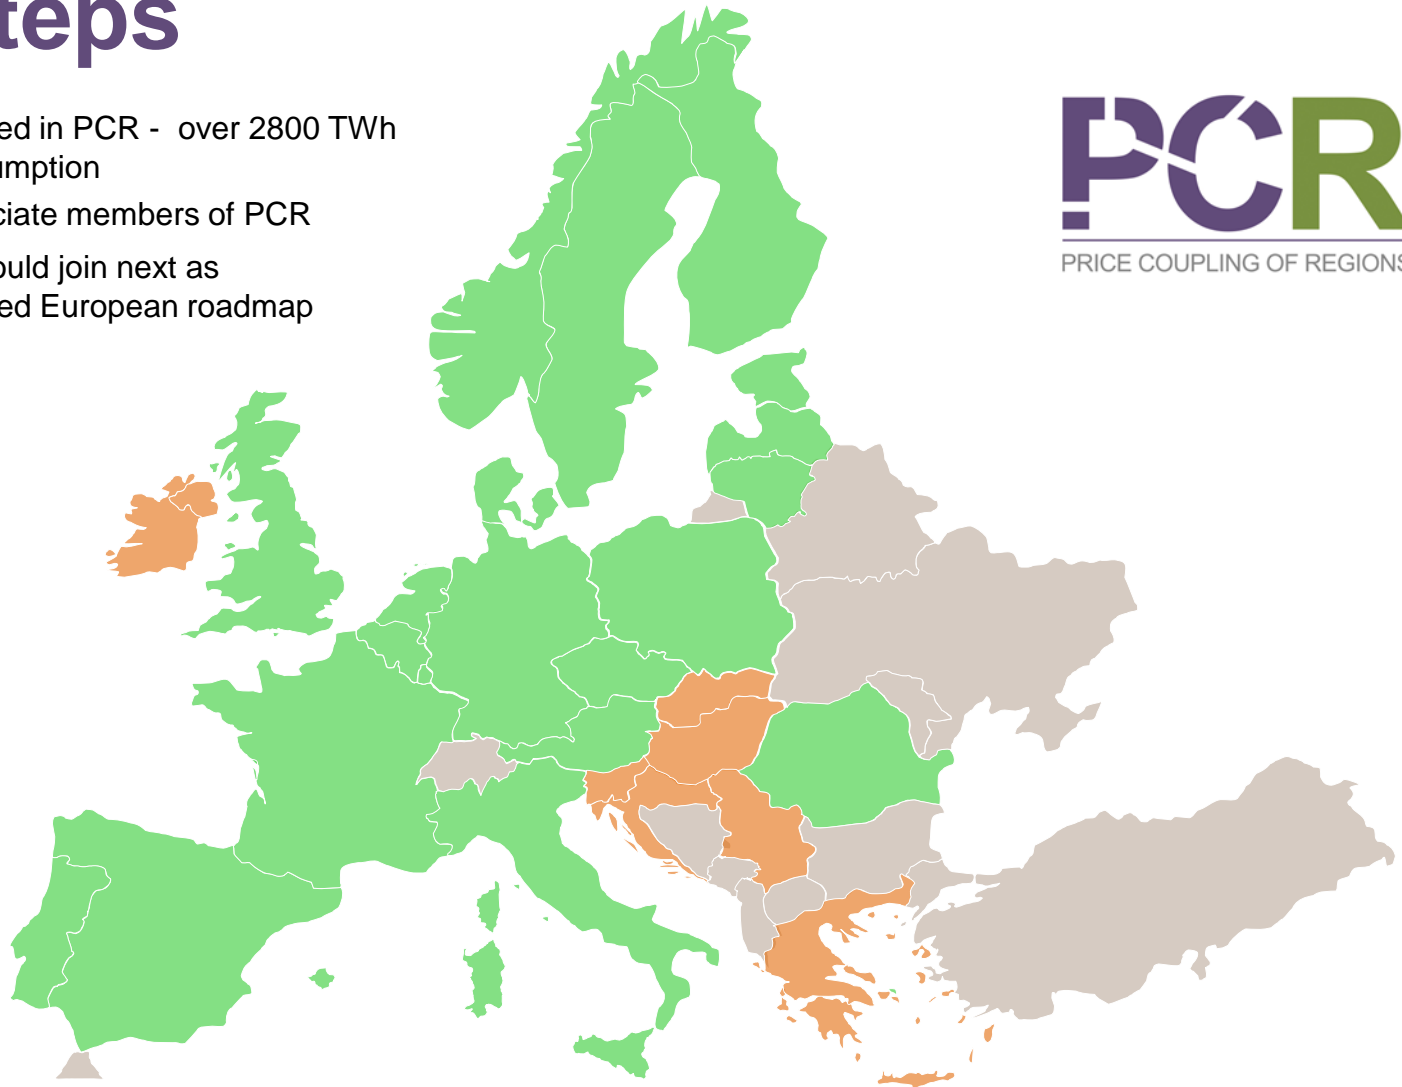 teps
ed in PCR -  over 2800 TWh
umption
ciate members of PCR
ould join next as
ed European roadmap
PCR
PRICE COUPLING OF REGIONS